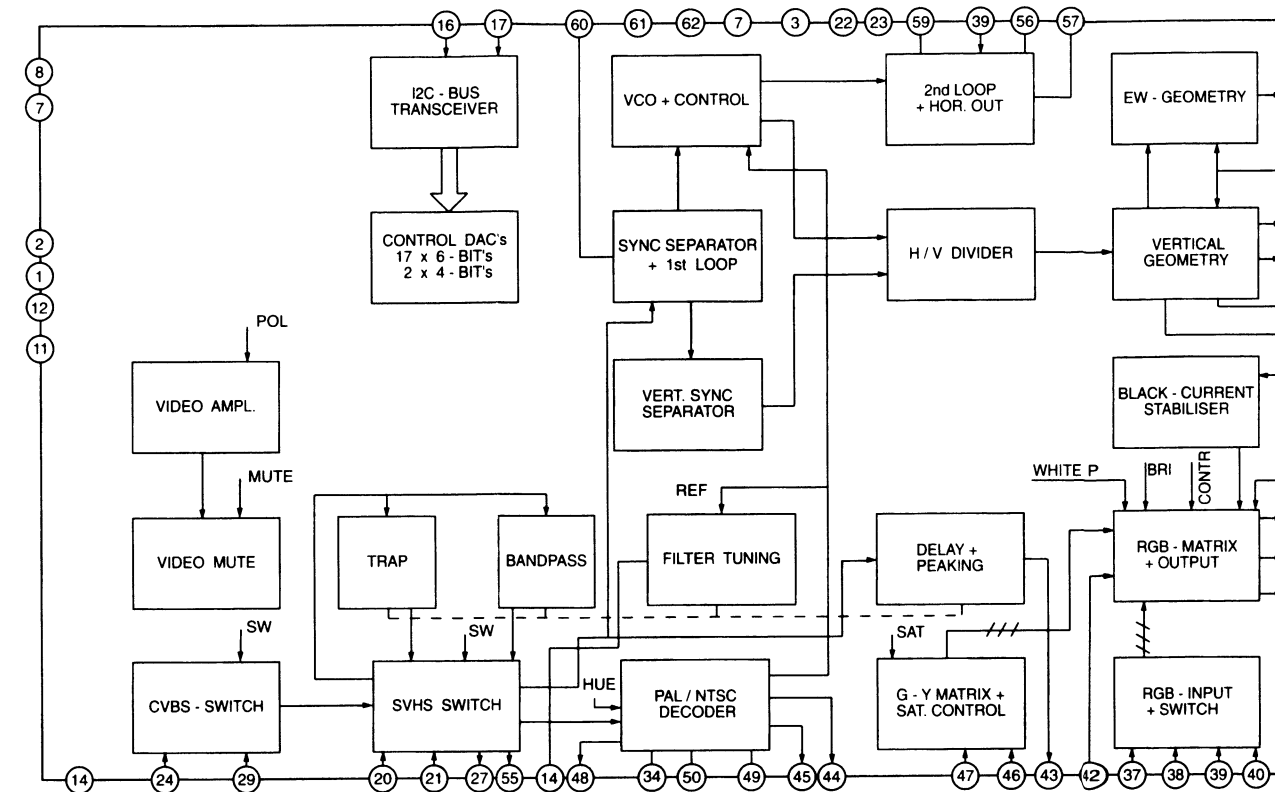 16 17 60 61 62 7 3 22 23 59 39 56 57
8
7
2
1
12
11
I2C - BUS
TRANSCEIVER
VCO + CONTROL
2nd LOOP
+ HOR. OUT
EW - GEOMETRY
CONTROL DAC's
17 x 6 - BIT's
2 x 4 - BIT's
SYNC SEPARATOR
+ 1st LOOP
H / V DIVIDER
VERTICAL
GEOMETRY
POL
VIDEO AMPL.
VERT. SYNC
SEPARATOR
BLACK - CURRENT
STABILISER
MUTE
REF
WHITE P
BRI
CONTR
VIDEO MUTE
TRAP
BANDPASS
FILTER TUNING
DELAY +
PEAKING
RGB - MATRIX
+ OUTPUT
SW
SW
SAT
HUE
CVBS - SWITCH
SVHS SWITCH
PAL / NTSC
DECODER
G - Y MATRIX +
SAT. CONTROL
RGB - INPUT
+ SWITCH
14 24 29 20 21 27 55 14 48 34 50 49 45 44 47 46 43 42 37 38 39 40